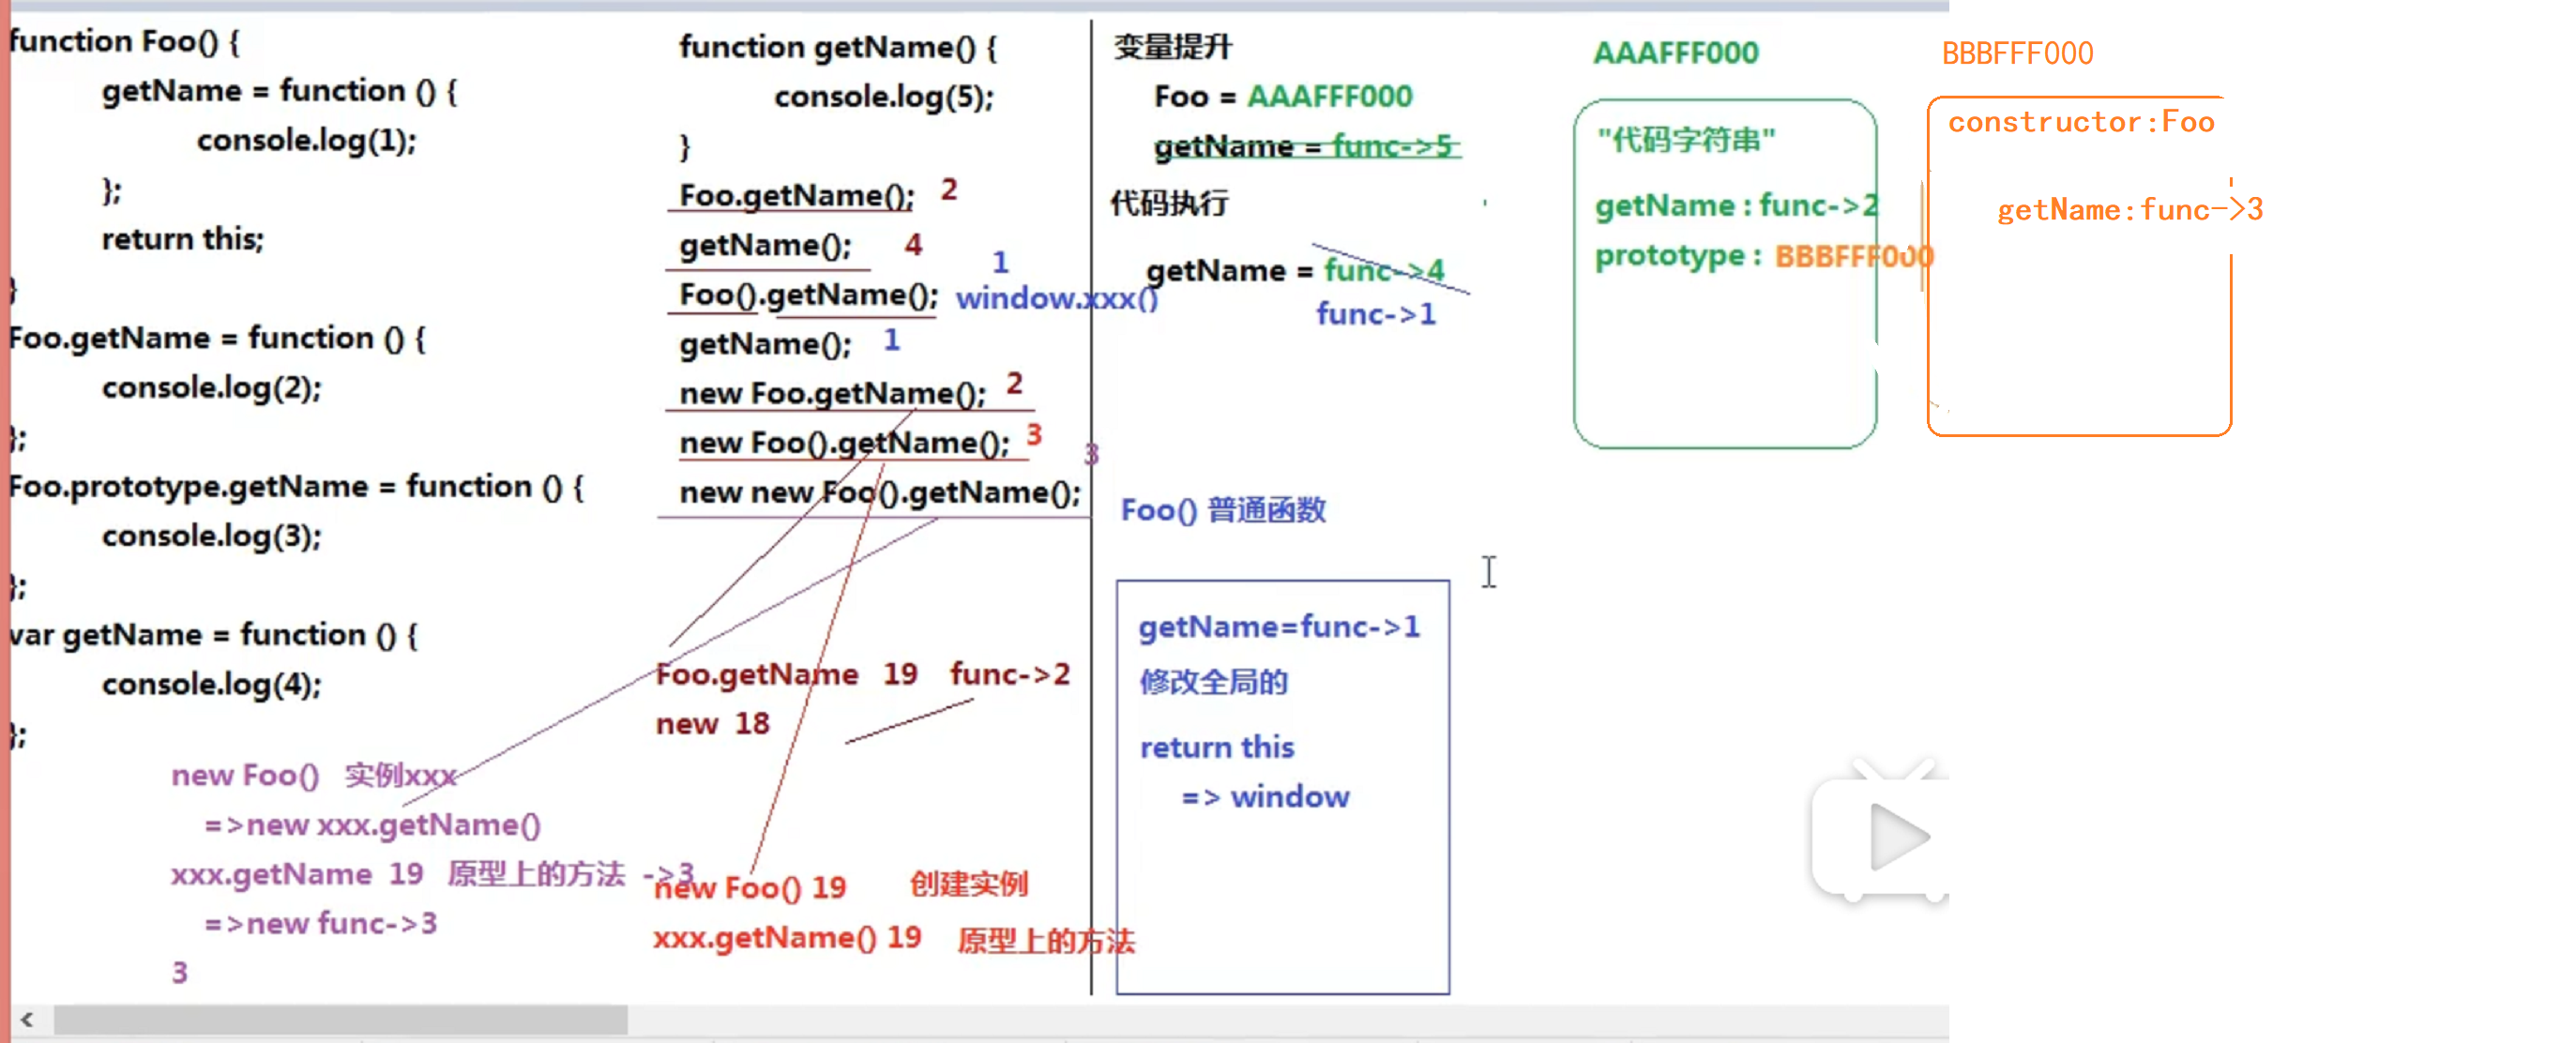 function Foo() {
getName = function () {
console.log(1);
};
return this;
}
Foo.getName = function () {
console.log(2);
};
Foo.prototype.getName = function () {
console.log(3);
};
var getName = function () {
console.log(4);
};
new Foo() 实例xxx
=>new xxx.getName()
xxx.getName 19 原型上的方法 ->3
=>new func->3
3
function getName() {
console.log(5);
}
Foo.getName(); 2
getName(); 4
1
Foo().getName(); window.xxx()
getName(); 1
new Foo.getName(); 2
new Foo().getName(); 3
3
new new Foo().getName();
Foo.getName 19 func->2
new 18
new Foo() 19 创建实例
xxx.getName() 19 原型上的方法
变量提升
Foo = AAAFFF000
getName = func->5
代码执行
getName = func->4
func->1
Foo() 普通函数
getName=func->1
修改全局的
return this
=> window
AAAFFF000
"代码字符串"
getName : func->2
prototype : BBBFFF000
BBBFFF000
constructor:Foo
getName:func->3